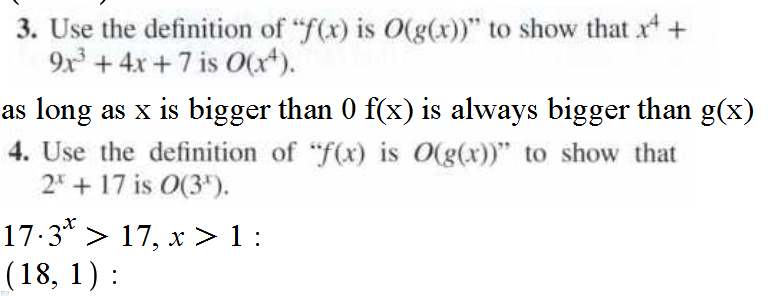 3. Use the definition of “f(x) is O(g(x))” to show that x⁴ +
9x³ + 4x + 7 is O(x⁴).
as long as x is bigger than 0 f(x) is always bigger than g(x)
4. Use the definition of “f(x) is O(g(x))” to show that
2ˣ + 17 is O(3ˣ).
17·3ˣ > 17, x > 1 :
(18, 1) :